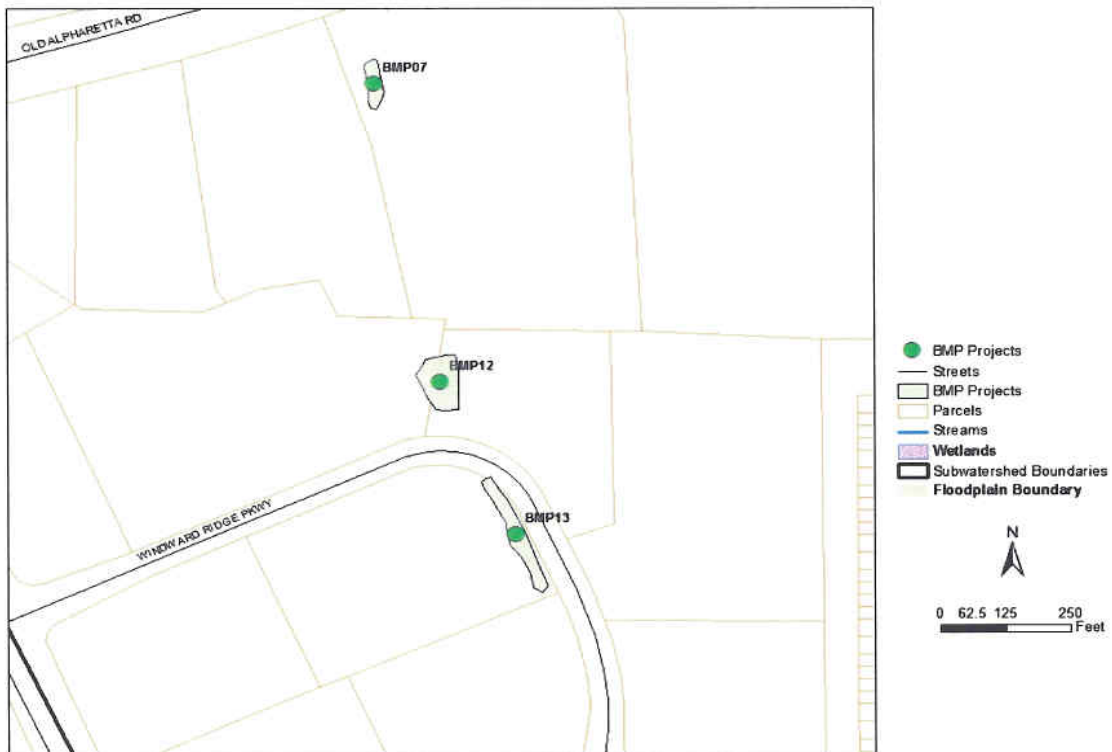 OLD ALPHARETTA RD
BMP07
BMP12
BMP13
WINDWARD RIDGE PKWY
BMP Projects
Streets
BMP Projects
Parcels
Streams
Wetlands
Subwatershed Boundaries
Floodplain Boundary
N
0 62.5 125 250
Feet